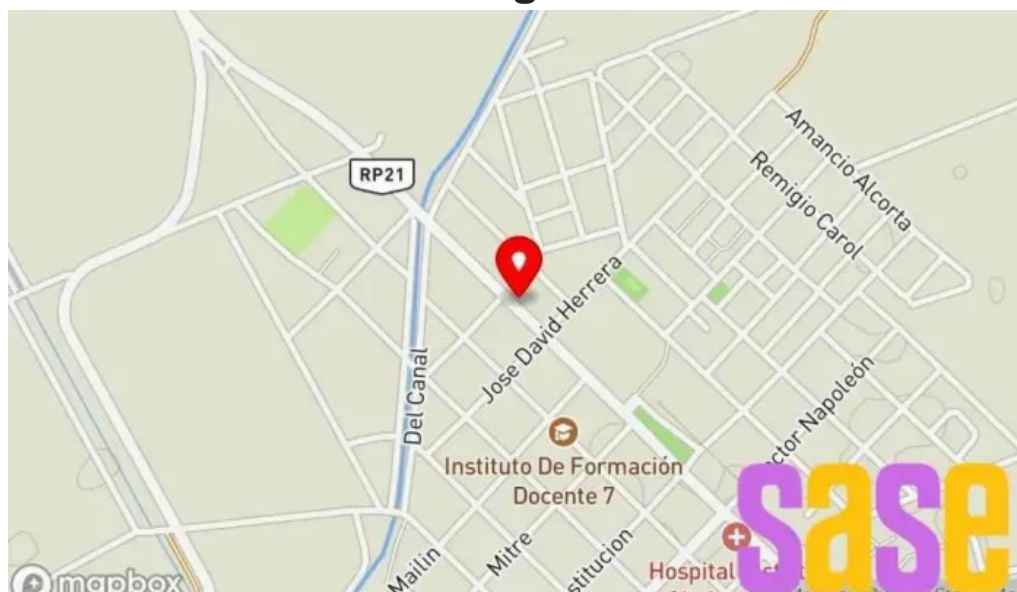 Amancio Alcorta
Remigio Carol
RP21
Jose David Herrera
Del Canal
Instituto De Formación
Docente 7
Mailin
Mitre
Hospital
mapbox
sase